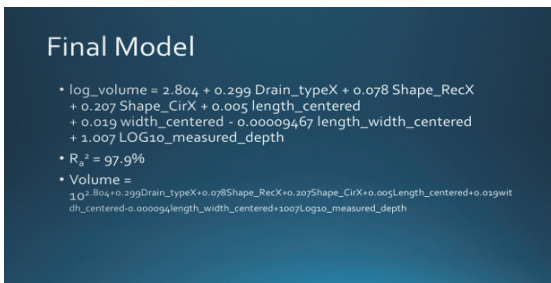 Final Model
• log_volume = 2.804 + 0.299 Drain_typeX + 0.078 Shape_RecX
+ 0.207 Shape_CirX + 0.005 length_centered
+ 0.019 width_centered - 0.00009467 length_width_centered
+ 1.007 LOG10_measured_depth
• Ra² = 97.9%
• Volume =
10^2.804+0.299Drain_typeX+0.078Shape_RecX+0.207Shape_CirX+0.005Length_centered+0.019wit
dh_centered-0.000094length_width_centered+1007Log10_measured_depth